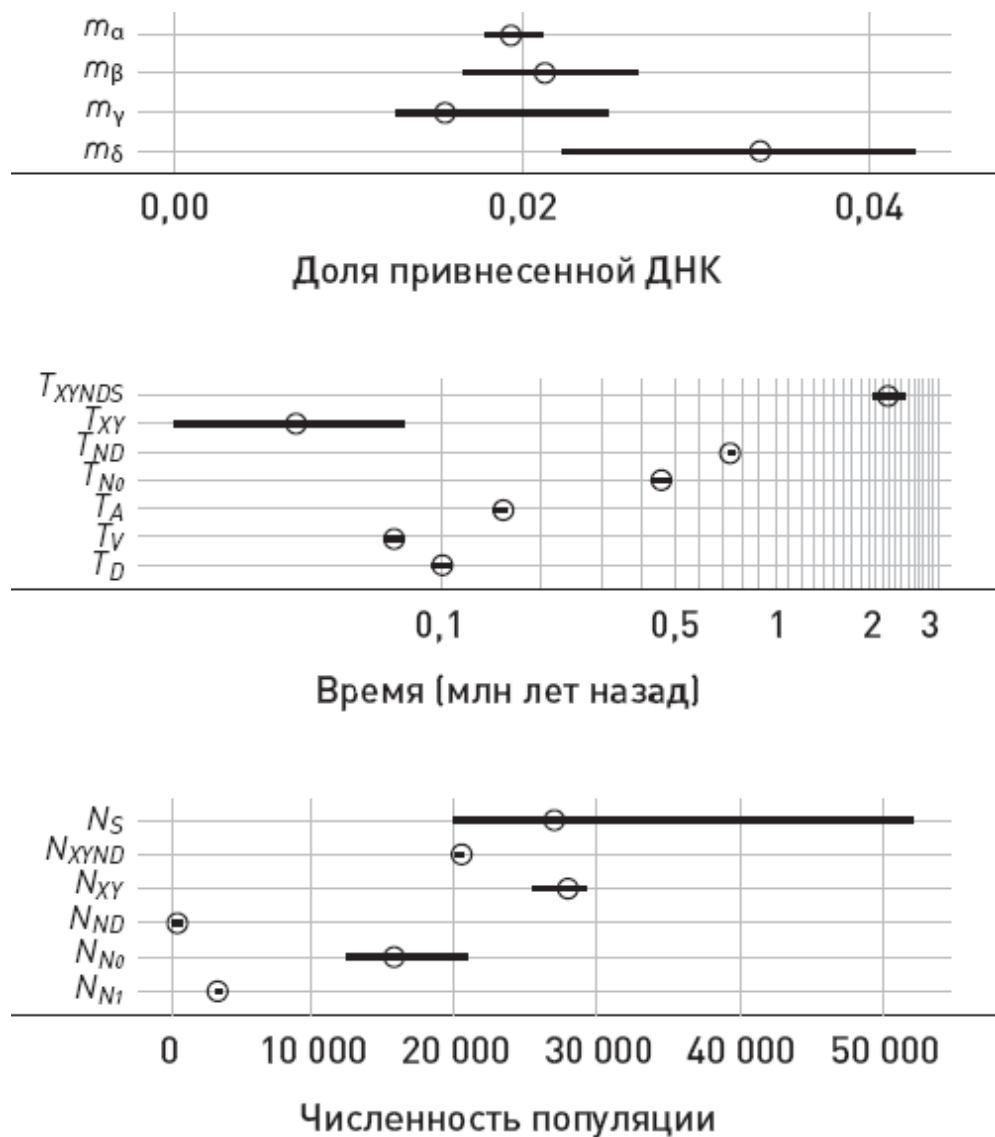 mα
mβ
mγ
mδ
0,00 0,02 0,04
Доля привнесенной ДНК
TXYNDS
TXY
TND
TN0
TA
TV
TD
0,1 0,5 1 2 3
Время (млн лет назад)
NS
NXYND
NXY
NND
NN0
NN1
0 10 000 20 000 30 000 40 000 50 000
Численность популяции